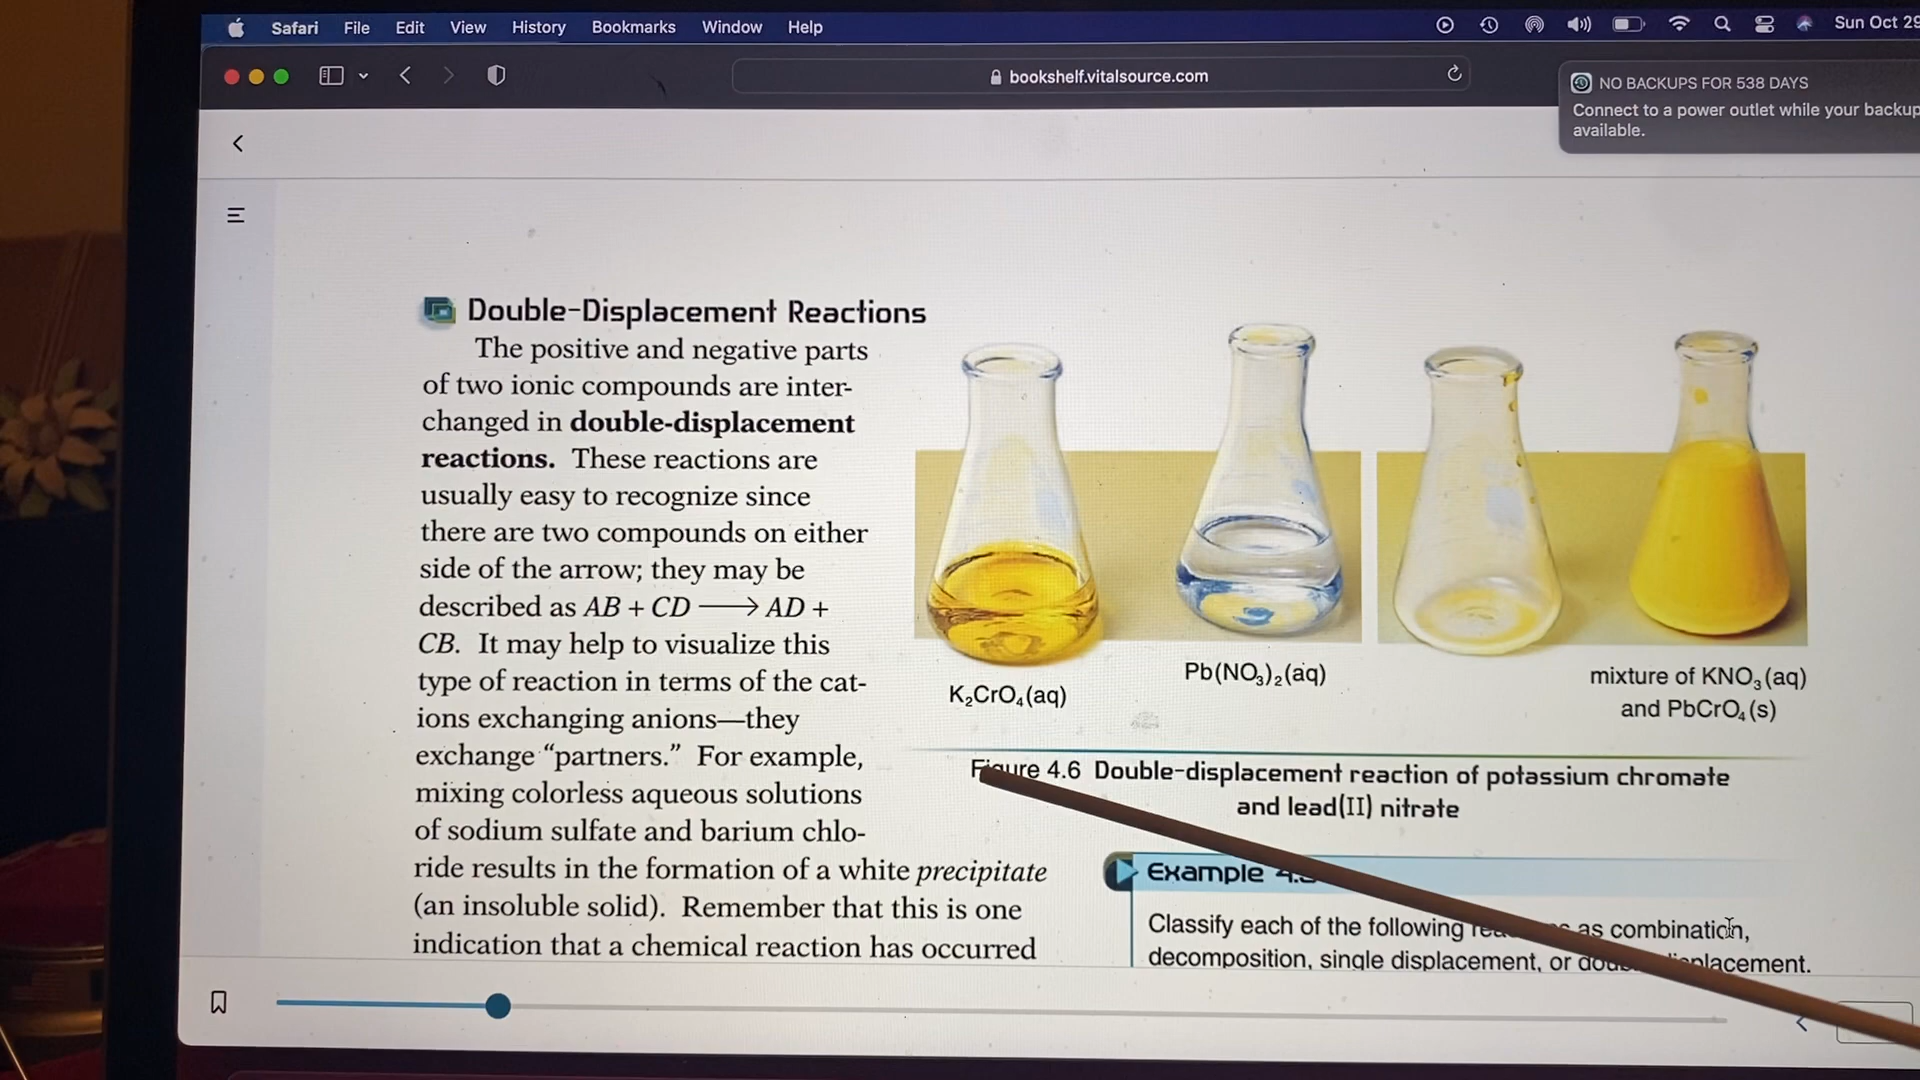 Safari File Edit View History Bookmarks Window Help Sun Oct 29
bookshelf.vitalsource.com
NO BACKUPS FOR 538 DAYS
Connect to a power outlet while your backup
available.
Double-Displacement Reactions
The positive and negative parts
of two ionic compounds are inter-
changed in double-displacement
reactions. These reactions are
usually easy to recognize since
there are two compounds on either
side of the arrow; they may be
described as AB + CD ⟶ AD +
CB. It may help to visualize this
type of reaction in terms of the cat-
ions exchanging anions—they
exchange “partners.” For example,
mixing colorless aqueous solutions
of sodium sulfate and barium chlo-
ride results in the formation of a white precipitate
(an insoluble solid). Remember that this is one
indication that a chemical reaction has occurred
K₂CrO₄(aq)
Pb(NO₃)₂(aq)
mixture of KNO₃(aq)
and PbCrO₄(s)
Figure 4.6 Double-displacement reaction of potassium chromate
and lead(II) nitrate
Example
Classify each of the following as combination,
decomposition, single displacement, or